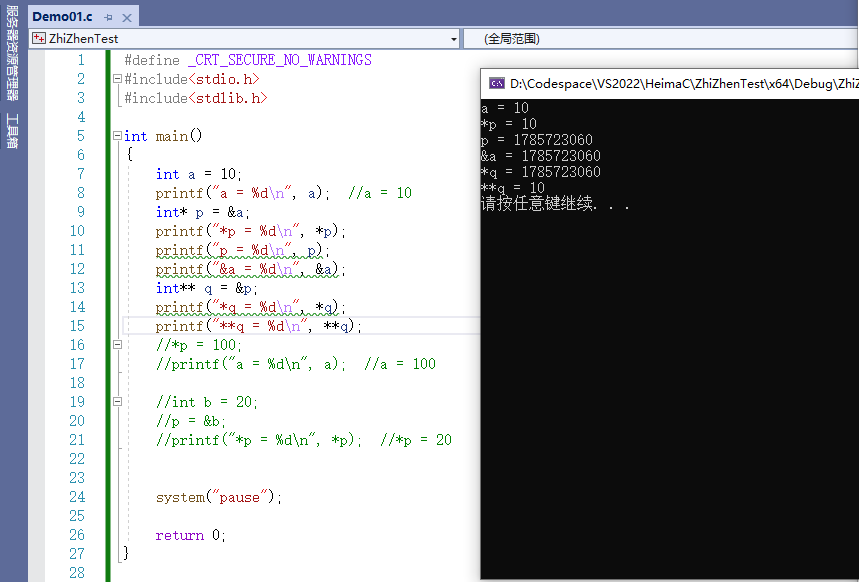 服务器资源管理器
工具箱
Demo01.c
ZhiZhenTest
(全局范围)
1 #define _CRT_SECURE_NO_WARNINGS
2 #include<stdio.h>
3 #include<stdlib.h>
4
5 int main()
6 {
7 int a = 10;
8 printf("a = %d\n", a);  //a = 10
9 int* p = &a;
10 printf("*p = %d\n", *p);
11 printf("p = %d\n", p);
12 printf("&a = %d\n", &a);
13 int** q = &p;
14 printf("*q = %d\n", *q);
15 printf("**q = %d\n", **q);
16 //*p = 100;
17 //printf("a = %d\n", a);  //a = 100
18
19 //int b = 20;
20 //p = &b;
21 //printf("*p = %d\n", *p);  //*p = 20
22
23
24 system("pause");
25
26 return 0;
27 }
28
D:\Codespace\VS2022\HeimaC\ZhiZhenTest\x64\Debug\ZhiZ
a = 10
*p = 10
p = 1785723060
&a = 1785723060
*q = 1785723060
**q = 10
请按任意键继续. . .